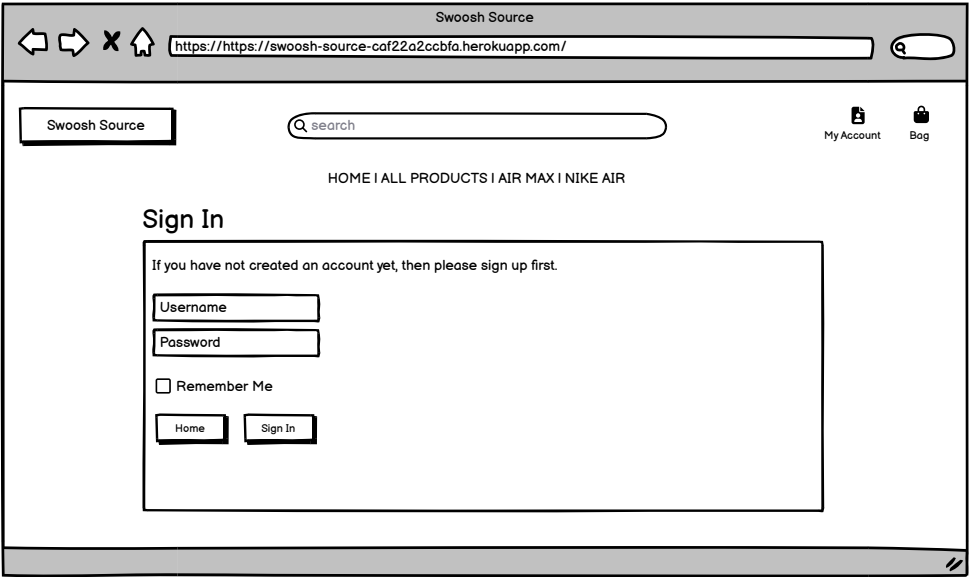 Swoosh Source
https://https://swoosh-source-caf22a2ccbfa.herokuapp.com/
Swoosh Source
search
My Account
Bag
HOME | ALL PRODUCTS | AIR MAX | NIKE AIR
Sign In
If you have not created an account yet, then please sign up first.
Username
Password
Remember Me
Home
Sign In